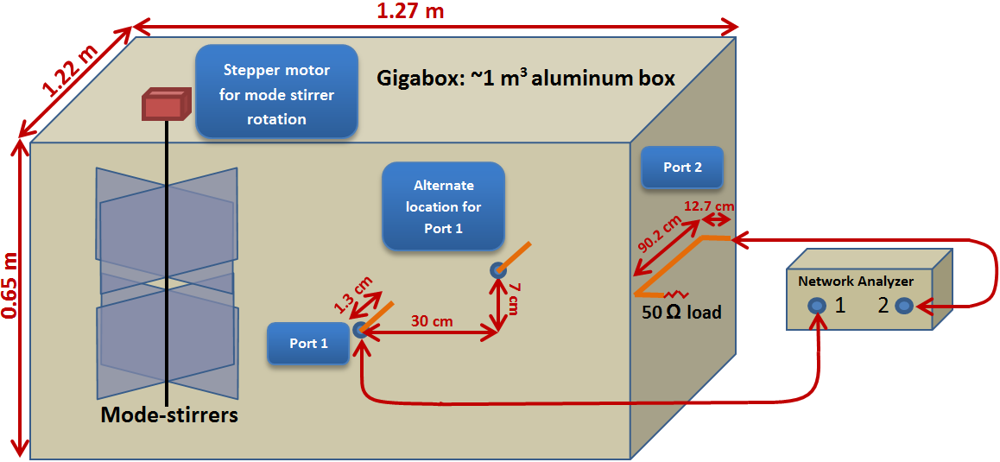 1.27 m
1.22 m
Stepper motor
for mode stirrer
rotation
Gigabox: ~1 m³ aluminum box
0.65 m
Alternate
location for
Port 1
Port 2
12.7 cm
90.2 cm
50 Ω load
Network Analyzer
1 2
1.3 cm
30 cm
7 cm
Port 1
Mode-stirrers